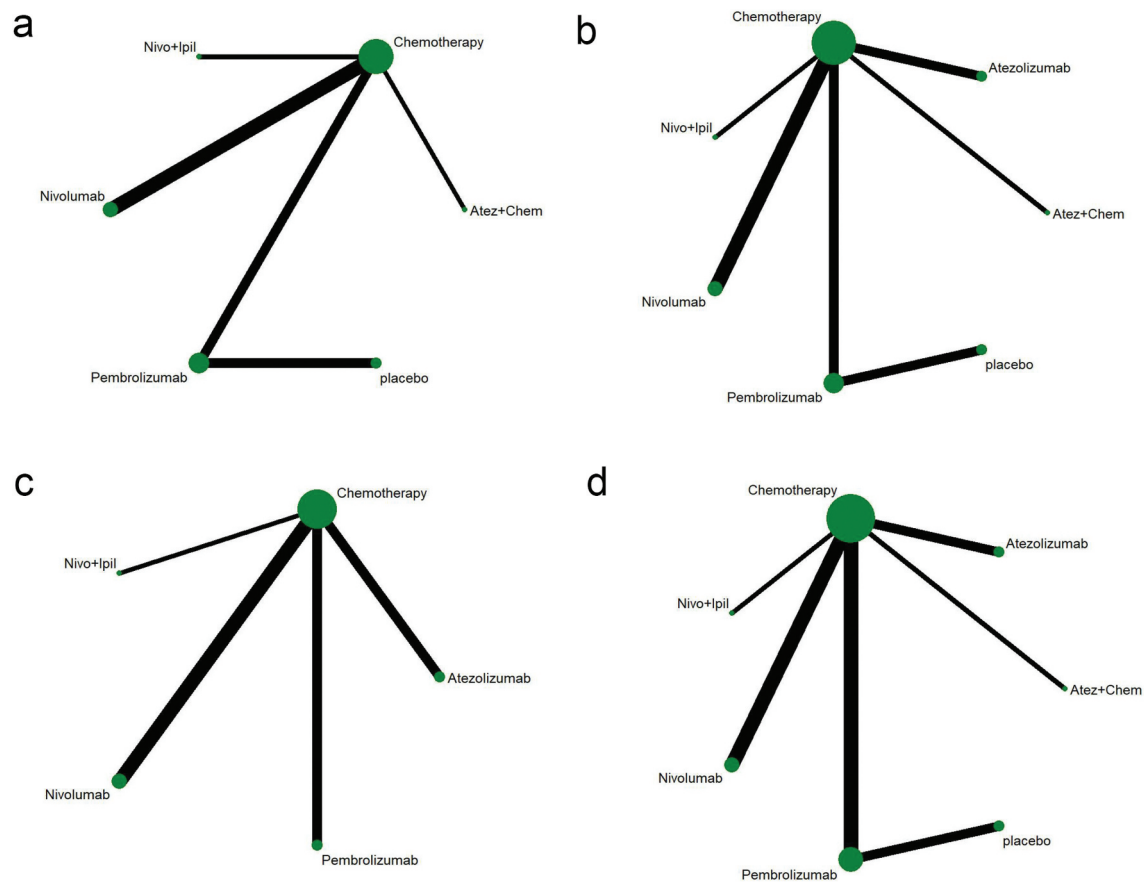 a
Chemotherapy
Nivo+Ipil
Nivolumab
Atez+Chem
Pembrolizumab
placebo
b
Chemotherapy
Atezolizumab
Nivo+Ipil
Atez+Chem
Nivolumab
placebo
Pembrolizumab
c
Chemotherapy
Nivo+Ipil
Atezolizumab
Nivolumab
Pembrolizumab
d
Chemotherapy
Atezolizumab
Nivo+Ipil
Atez+Chem
Nivolumab
placebo
Pembrolizumab